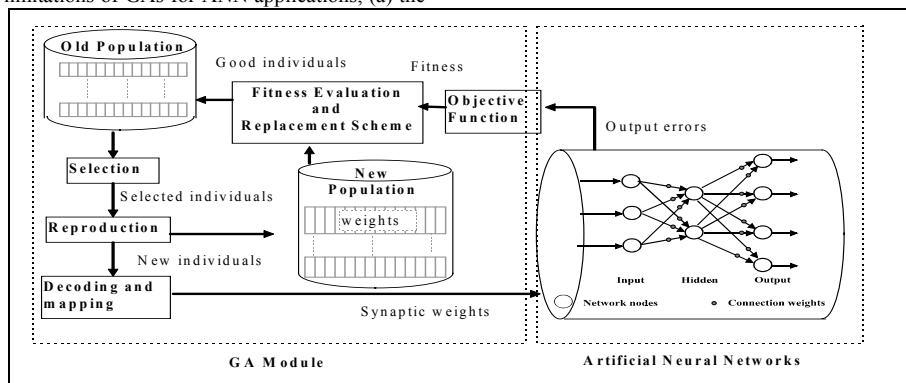 limitations of GAs for ANN applications, (a) the
Old Population
Good individuals
Fitness
Fitness Evaluation
and
Replacement Scheme
Objective
Function
Output errors
Selection
Selected individuals
Reproduction
New individuals
Decoding and
mapping
New
Population
weights
Synaptic weights
Input
Hidden
Output
Network nodes
Connection weights
GA Module
Artificial Neural Networks